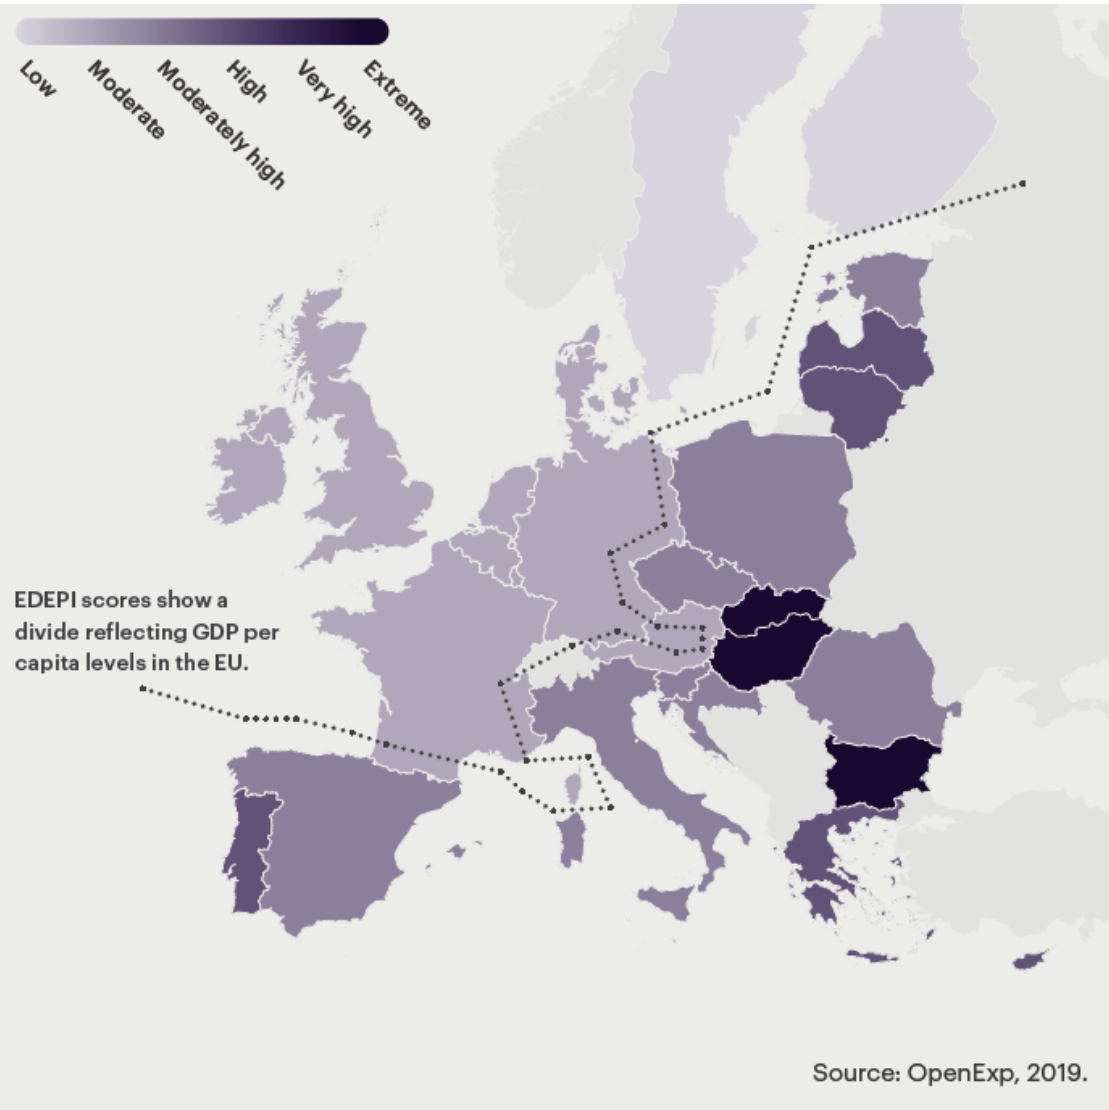 Low
Moderate
Moderately high
High
Very high
Extreme
EDEPI scores show a
divide reflecting GDP per
capita levels in the EU.
Source: OpenExp, 2019.